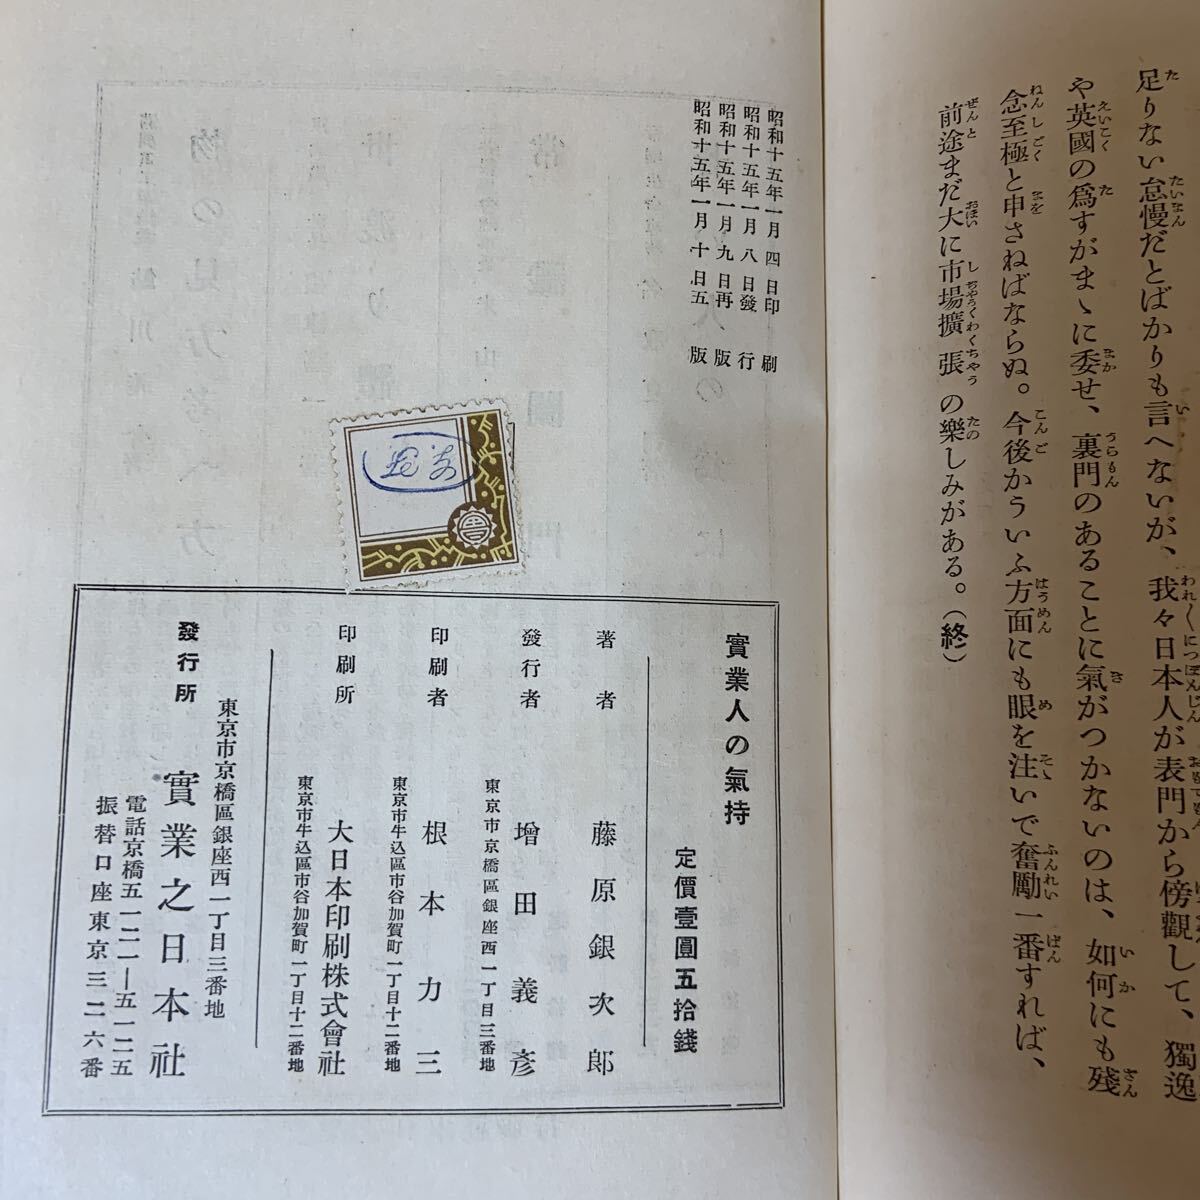 足りない怠慢だとばかりも言へないが、我々日本人が表門から傍觀して、獨逸
や英國の爲すがまゝに委せ、裏門のあることに氣がつかないのは、如何にも殘
念至極と申さねばならぬ。今後かういふ方面にも眼を注いで奮勵一番すれば、
前途まだ大に市場擴張の樂しみがある。(終)
昭和十五年一月四日印刷
昭和十五年一月八日發行
昭和十五年一月九日再版
昭和十五年一月十日五版
實業人の氣持
定價壹圓五拾錢
著者 藤原銀次郎
發行者 增田義彥
東京市京橋區銀座西一丁目三番地
印刷者 根本力三
東京市牛込區市谷加賀町一丁目十二番地
印刷所 大日本印刷株式會社
東京市牛込區市谷加賀町一丁目十二番地
發行所
東京市京橋區銀座西一丁目三番地
實業之日本社
電話京橋五一二一―五一二五
振替口座東京三二六番